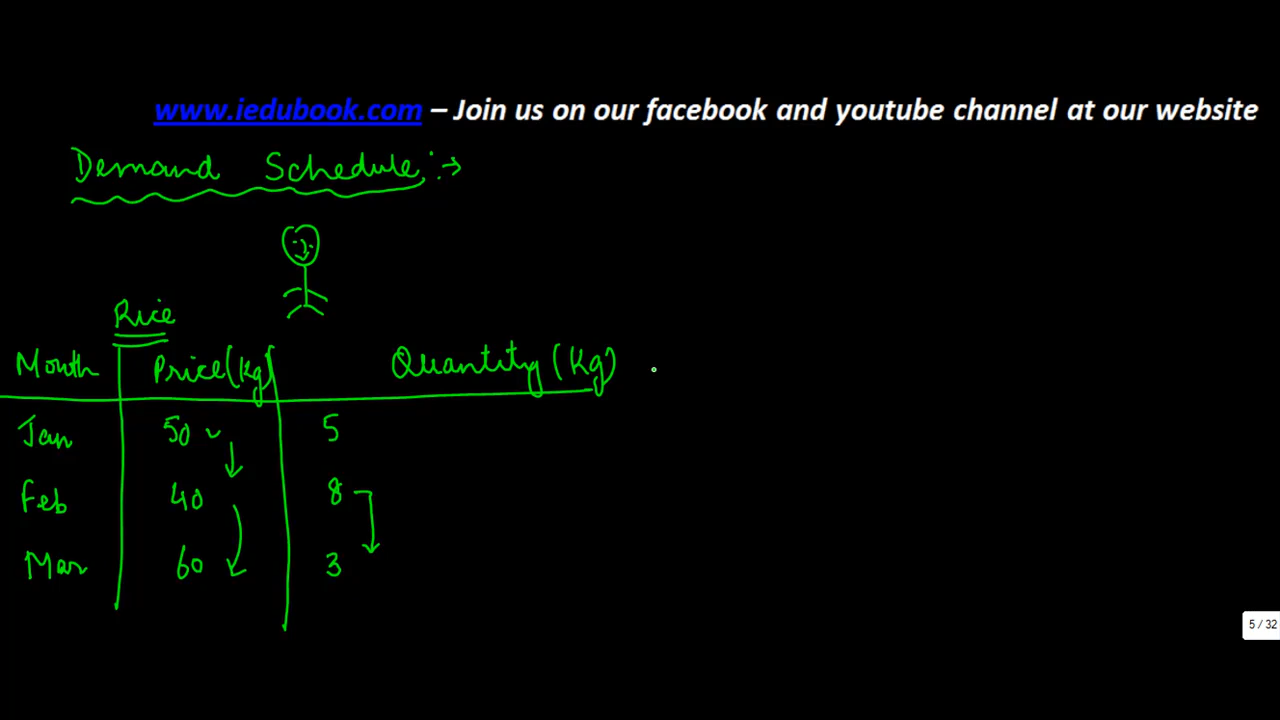 www.iedubook.com – Join us on our facebook and youtube channel at our website
Demand Schedule :→
Rice
Month Price(kg) Quantity (Kg)
Jan 50 5
Feb 40 8
Mar 60 3
5 / 32